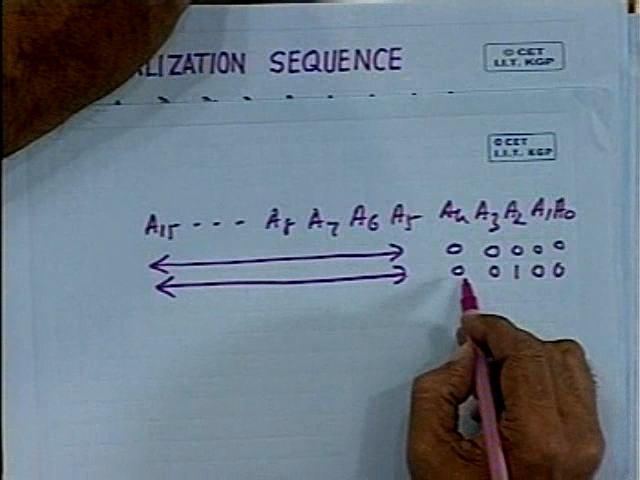 ALIZATION SEQUENCE
© CET
I.I.T. KGP
© CET
I.I.T. KGP
A15 - - - A8 A7 A6 A5 A4 A3 A2 A1 A0
0 0 0 0 0
0 0 1 0 0